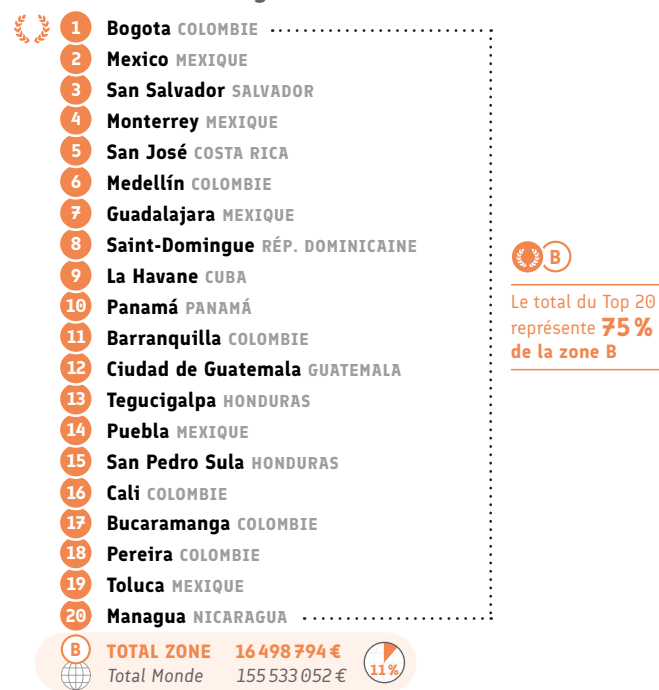 1 Bogota COLOMBIE
2 Mexico MEXIQUE
3 San Salvador SALVADOR
4 Monterrey MEXIQUE
5 San José COSTA RICA
6 Medellín COLOMBIE
7 Guadalajara MEXIQUE
8 Saint-Domingue RÉP. DOMINICAINE
9 La Havane CUBA
10 Panamá PANAMÁ
11 Barranquilla COLOMBIE
12 Ciudad de Guatemala GUATEMALA
13 Tegucigalpa HONDURAS
14 Puebla MEXIQUE
15 San Pedro Sula HONDURAS
16 Cali COLOMBIE
17 Bucaramanga COLOMBIE
18 Pereira COLOMBIE
19 Toluca MEXIQUE
20 Managua NICARAGUA
B
Le total du Top 20
représente 75 %
de la zone B
B TOTAL ZONE 16 498 794 €
Total Monde 155 533 052 €
11%